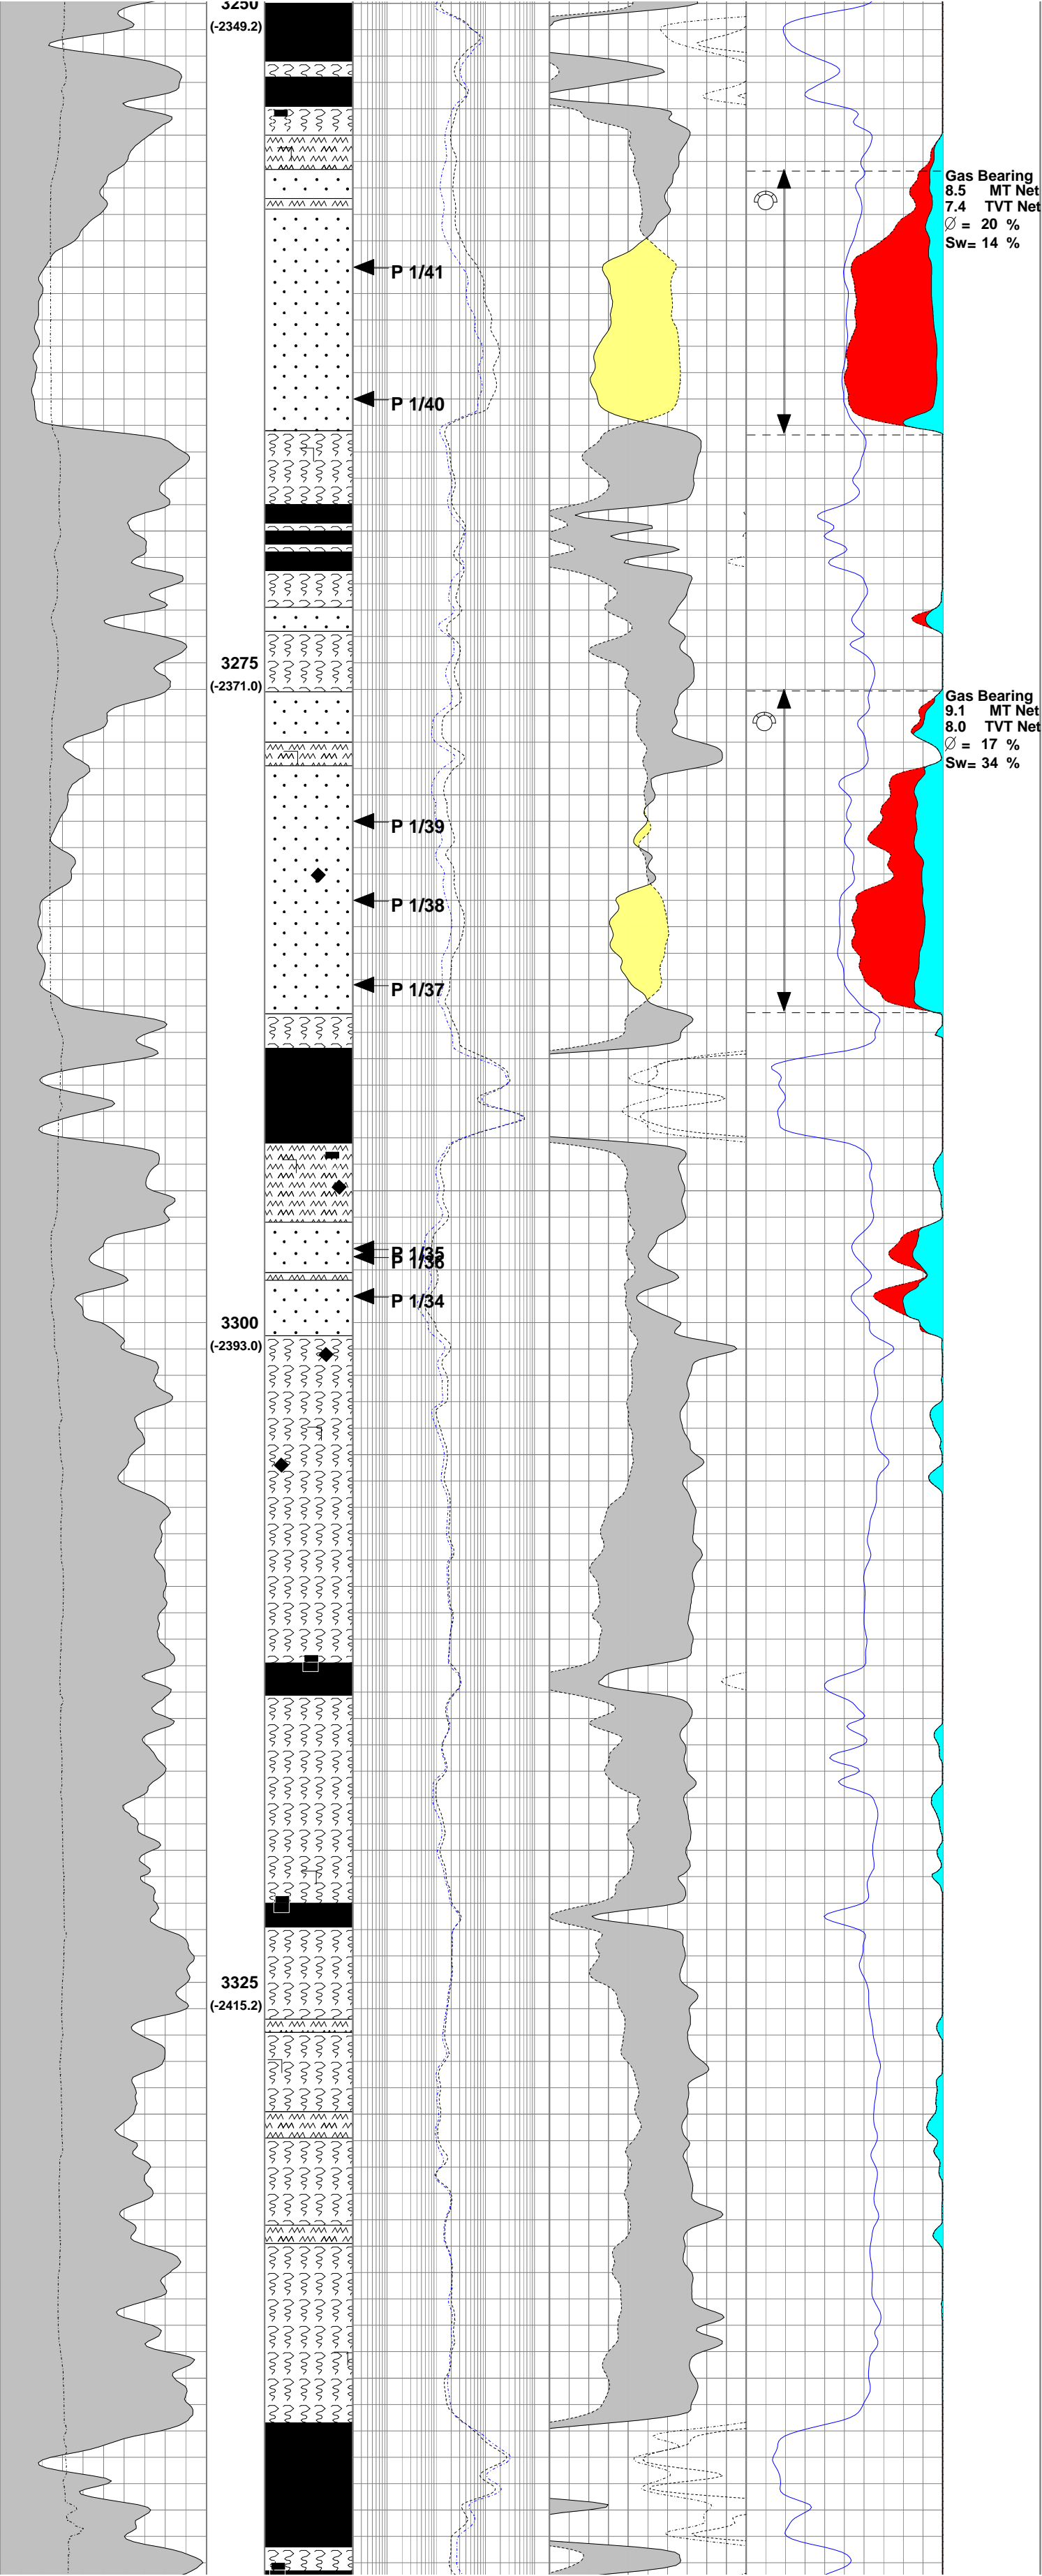 3250
(-2349.2)
Gas Bearing
8.5 MT Net
7.4 TVT Net
Ø = 20 %
Sw= 14 %
P 1/41
P 1/40
3275
(-2371.0)
Gas Bearing
9.1 MT Net
8.0 TVT Net
Ø = 17 %
Sw= 34 %
P 1/39
P 1/38
P 1/37
P 1/35
P 1/36
P 1/34
3300
(-2393.0)
3325
(-2415.2)